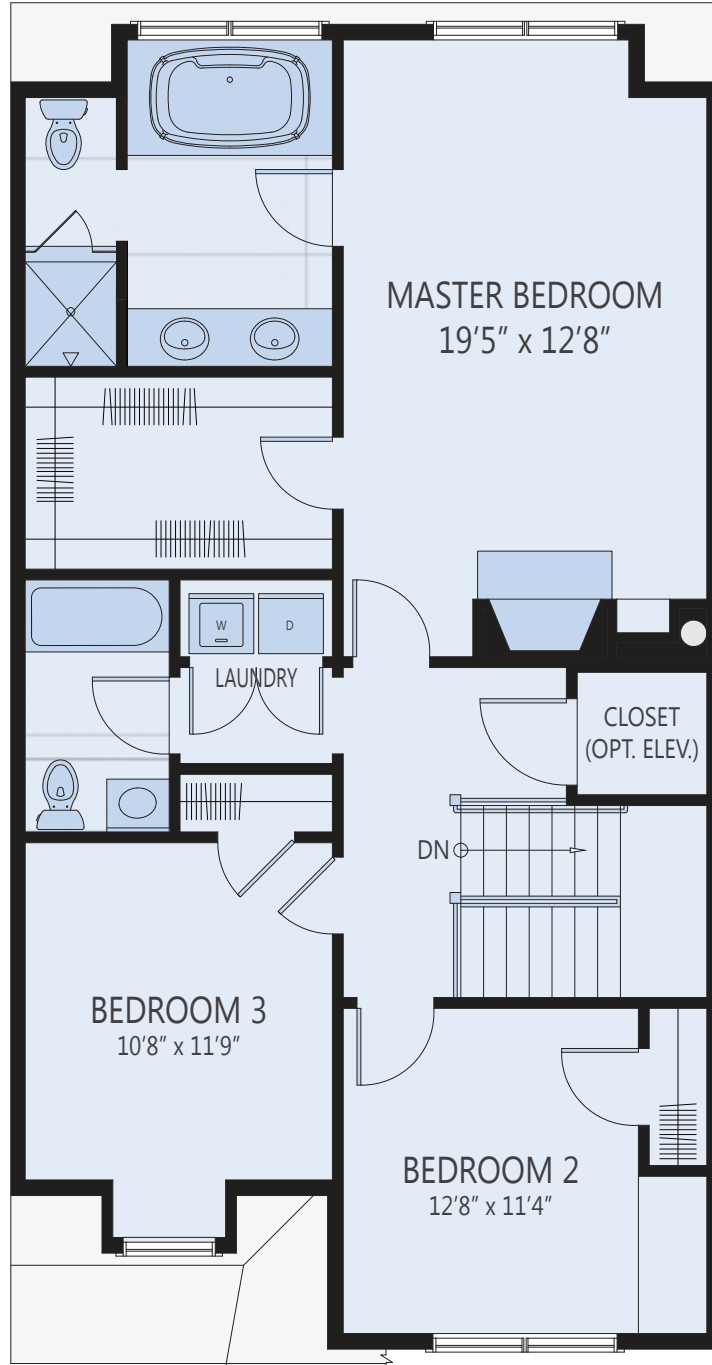 MASTER BEDROOM
19'5" x 12'8"
W
D
LAUNDRY
CLOSET
(OPT. ELEV.)
DN
BEDROOM 3
10'8" x 11'9"
BEDROOM 2
12'8" x 11'4"